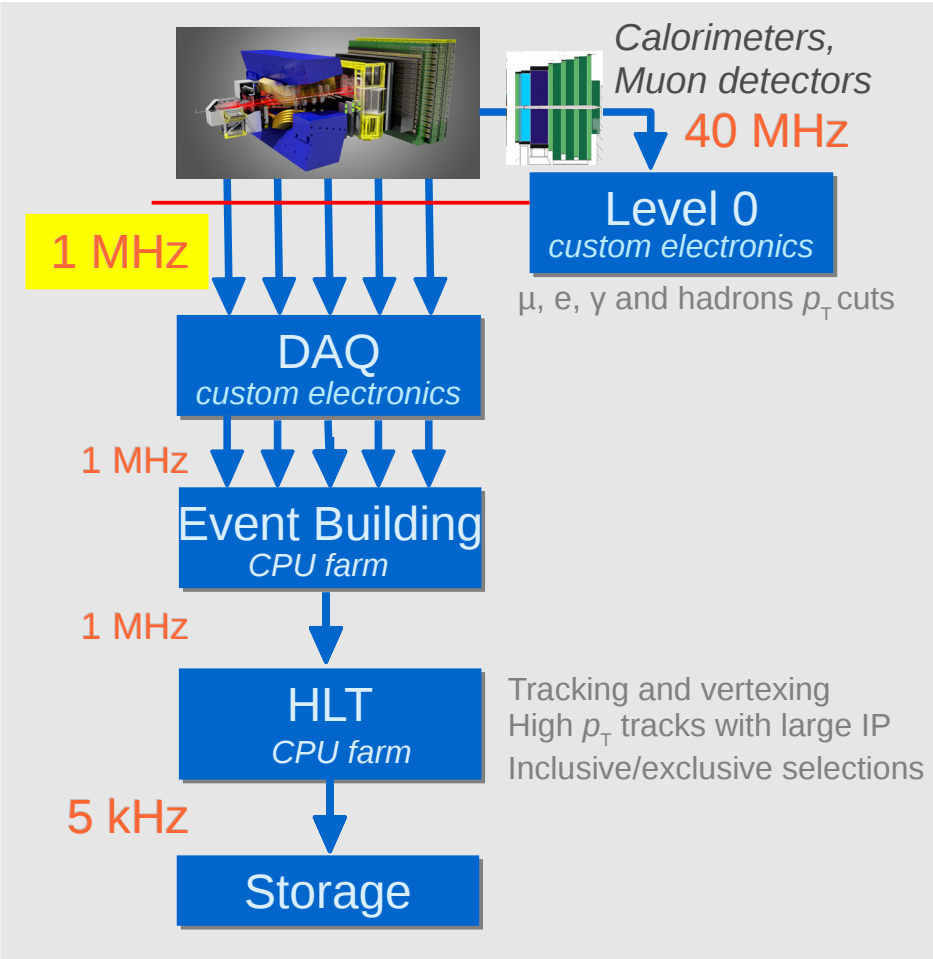 Calorimeters,
Muon detectors
40 MHz
Level 0
custom electronics
1 MHz
μ, e, γ and hadrons pT cuts
DAQ
custom electronics
1 MHz
Event Building
CPU farm
1 MHz
HLT
CPU farm
Tracking and vertexing
High pT tracks with large IP
Inclusive/exclusive selections
5 kHz
Storage